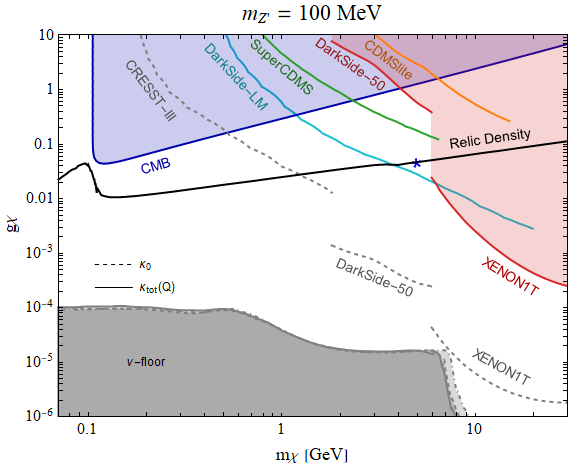 m_Z' = 100 MeV
10
1
0.1
0.01
10⁻³
10⁻⁴
10⁻⁵
10⁻⁶
gχ
CRESST-III
DarkSide-LM
SuperCDMS
DarkSide-50
CDMSlite
CMB
Relic Density
*
XENON1T
DarkSide-50
XENON1T
κ₀
κ_tot(Q)
ν-floor
0.1
1
10
mχ [GeV]